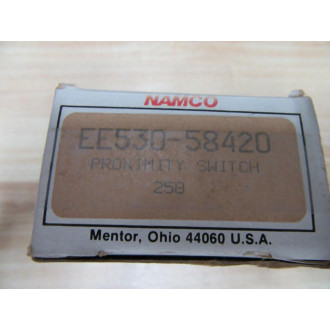 NAMCO
EE530-58420
PROXIMITY SWITCH
258
Mentor, Ohio 44060 U.S.A.